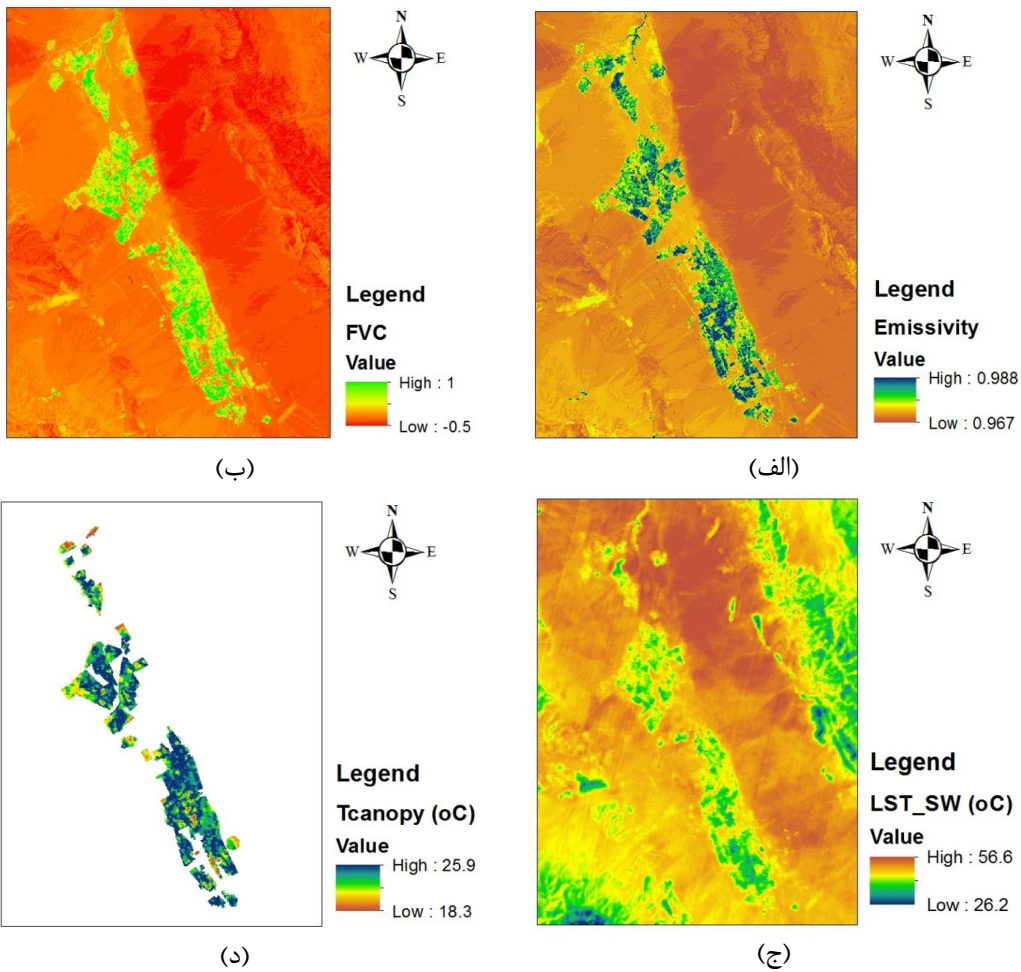 N
W E
S
Legend
Emissivity
Value
High : 0.988
Low : 0.967
(الف)
N
W E
S
Legend
FVC
Value
High : 1
Low : -0.5
(ب)
N
W E
S
Legend
LST_SW (oC)
Value
High : 56.6
Low : 26.2
(ج)
N
W E
S
Legend
Tcanopy (oC)
Value
High : 25.9
Low : 18.3
(د)